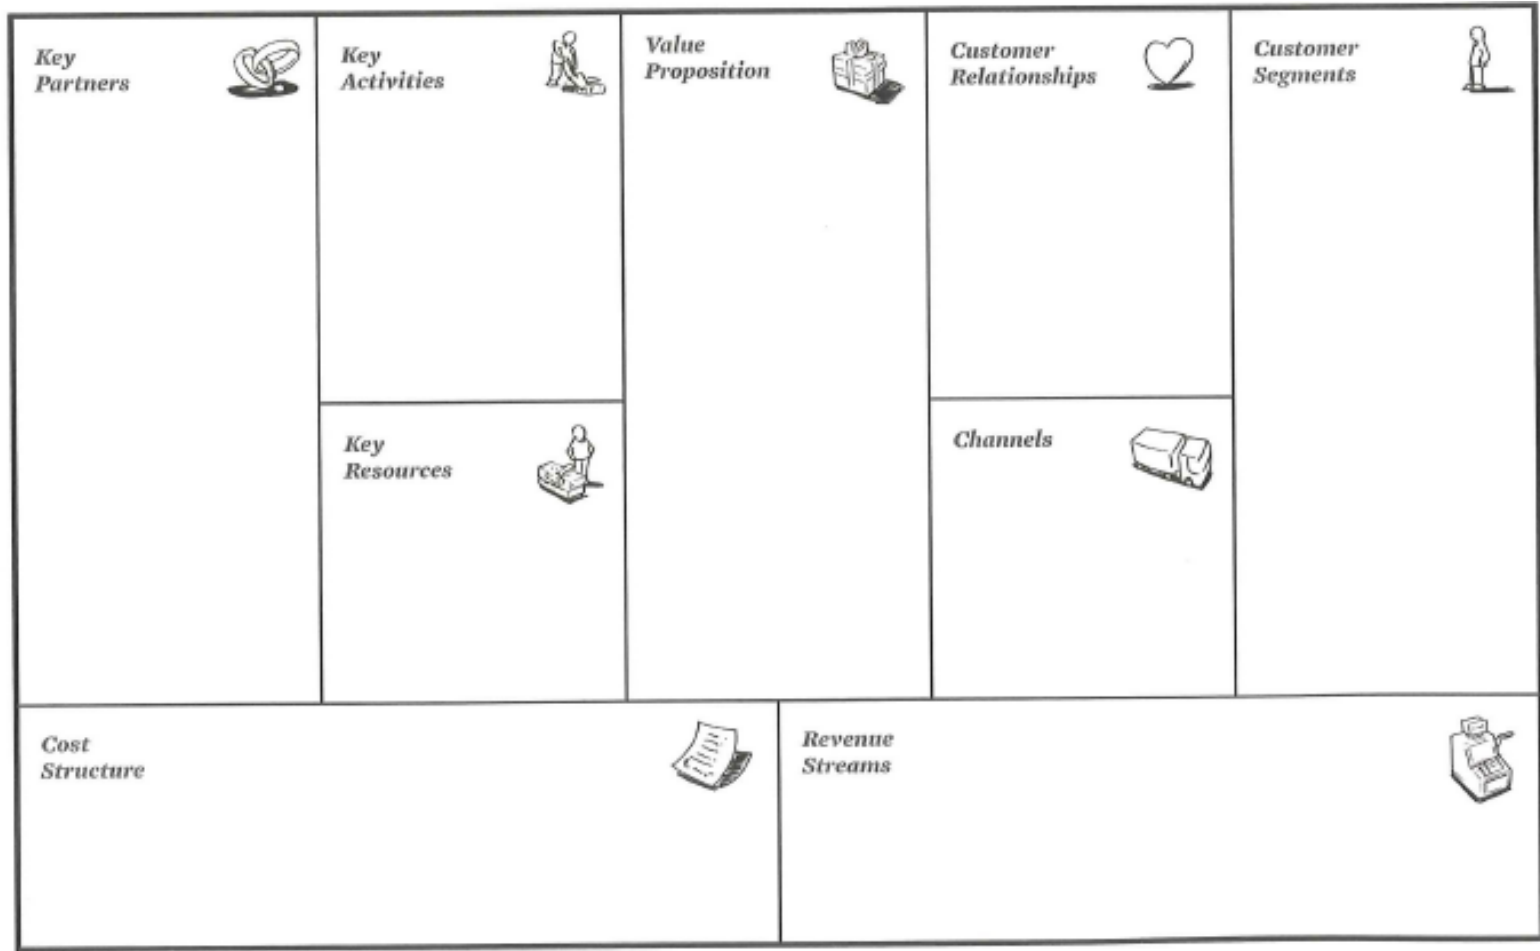 Key
Partners
Key
Activities
Value
Proposition
Customer
Relationships
Customer
Segments
Key
Resources
Channels
Cost
Structure
Revenue
Streams